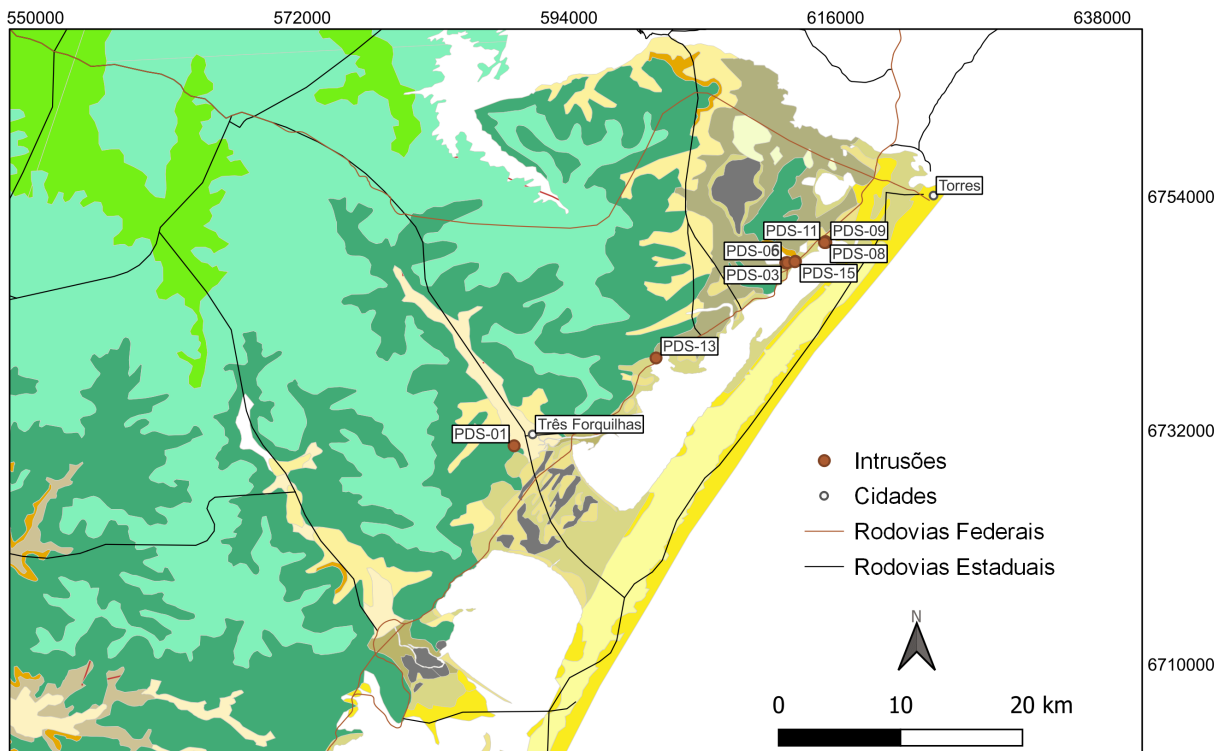 550000 572000 594000 616000 638000
6754000
Torres
PDS-11 PDS-09
PDS-06 PDS-08
PDS-03 PDS-15
PDS-13
Três Forquilhas
PDS-01
6732000
Intrusões
Cidades
Rodovias Federais
Rodovias Estaduais
N
6710000
0 10 20 km